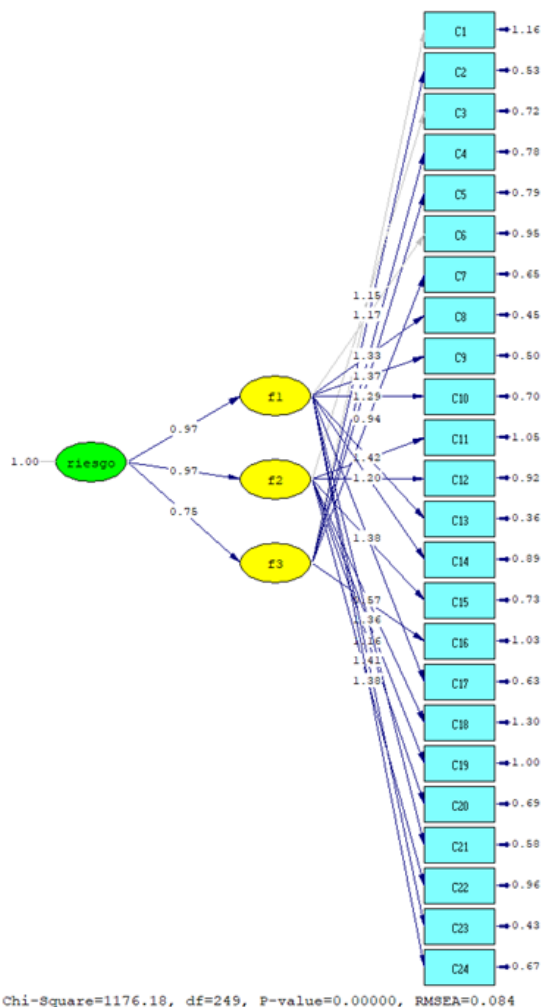 C1 1.16
C2 0.53
C3 0.72
C4 0.78
C5 0.79
C6 0.95
C7 0.65
1.15
1.17 C8 0.45
1.33 C9 0.50
1.37
f1 1.29 C10 0.70
0.94
0.97 C11 1.05
1.42
1.00 riesgo 0.97 f2 1.20 C12 0.92
0.75 C13 0.36
1.38
f3 C14 0.89
C15 0.73
1.36 C16 1.03
1.16
1.41
1.38 C17 0.63
C18 1.30
C19 1.00
C20 0.69
C21 0.58
C22 0.96
C23 0.43
C24 0.67
Chi-Square=1176.18, df=249, P-value=0.00000, RMSEA=0.084